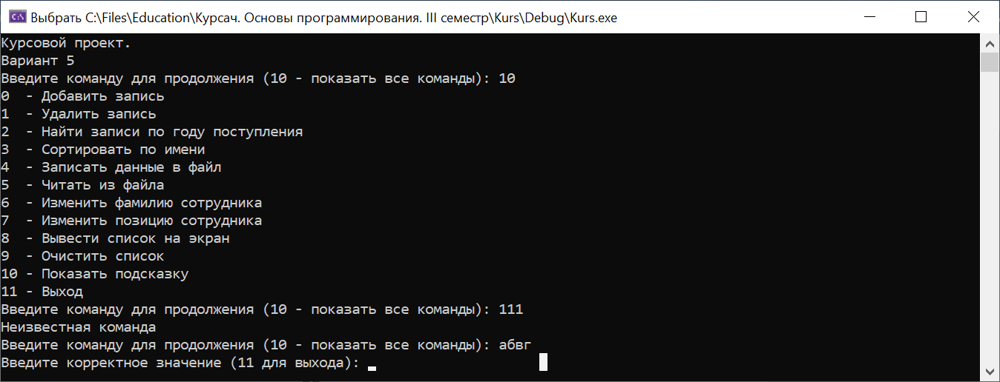 Выбрать C:\Files\Education\Курсач. Основы программирования. III семестр\Kurs\Debug\Kurs.exe
Курсовой проект.
Вариант 5
Введите команду для продолжения (10 - показать все команды): 10
0  - Добавить запись
1  - Удалить запись
2  - Найти записи по году поступления
3  - Сортировать по имени
4  - Записать данные в файл
5  - Читать из файла
6  - Изменить фамилию сотрудника
7  - Изменить позицию сотрудника
8  - Вывести список на экран
9  - Очистить список
10 - Показать подсказку
11 - Выход
Введите команду для продолжения (10 - показать все команды): 111
Неизвестная команда
Введите команду для продолжения (10 - показать все команды): абвг
Введите корректное значение (11 для выхода):